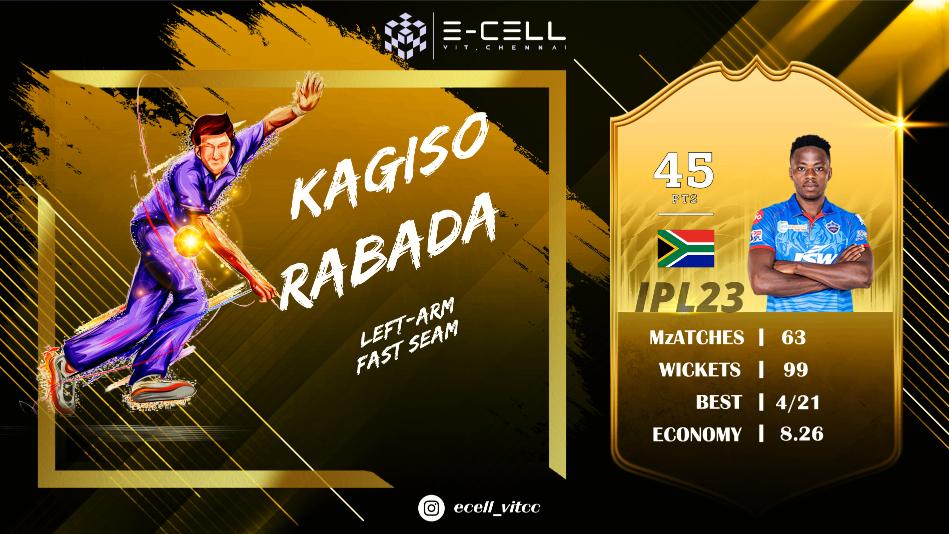 E-CELL
VIT.CHENNAI
KAGISO
RABADA
LEFT-ARM
FAST SEAM
45
PTS
JSW
IPL23
MzATCHES | 63
WICKETS | 99
BEST | 4/21
ECONOMY | 8.26
ecell_vitcc